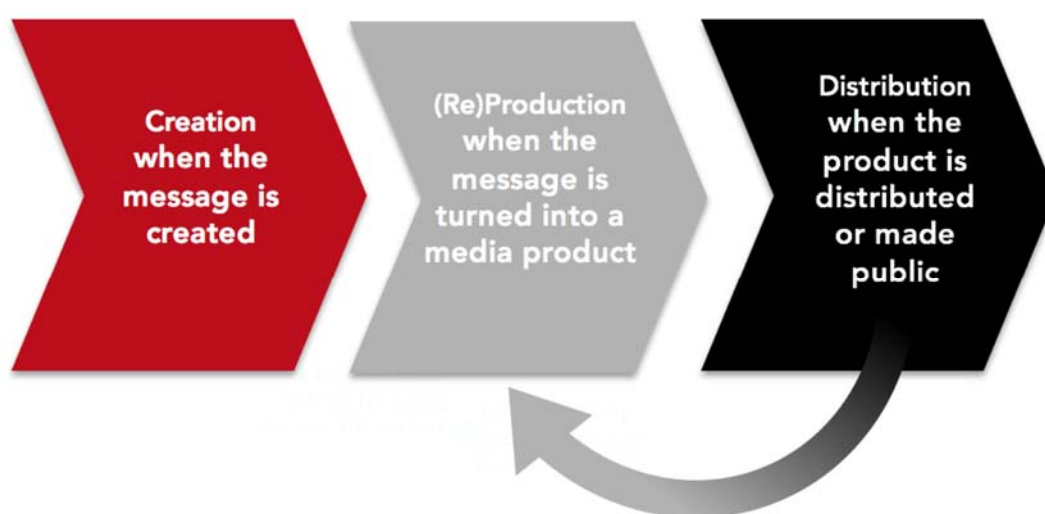 Creation
when the
message is
created
(Re)Production
when the
message is
turned into a
media product
Distribution
when the
product is
distributed
or made
public